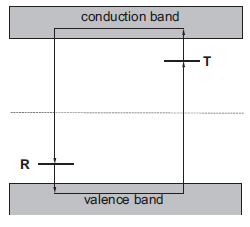 conduction band
T
R
valence band